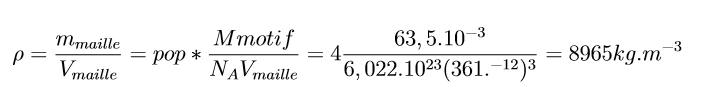 ρ = m_maille / V_maille = pop * Mmotif / N_A V_maille = 4 63,5.10^−3 / 6,022.10^23(361.^−12)^3 = 8965kg.m^−3